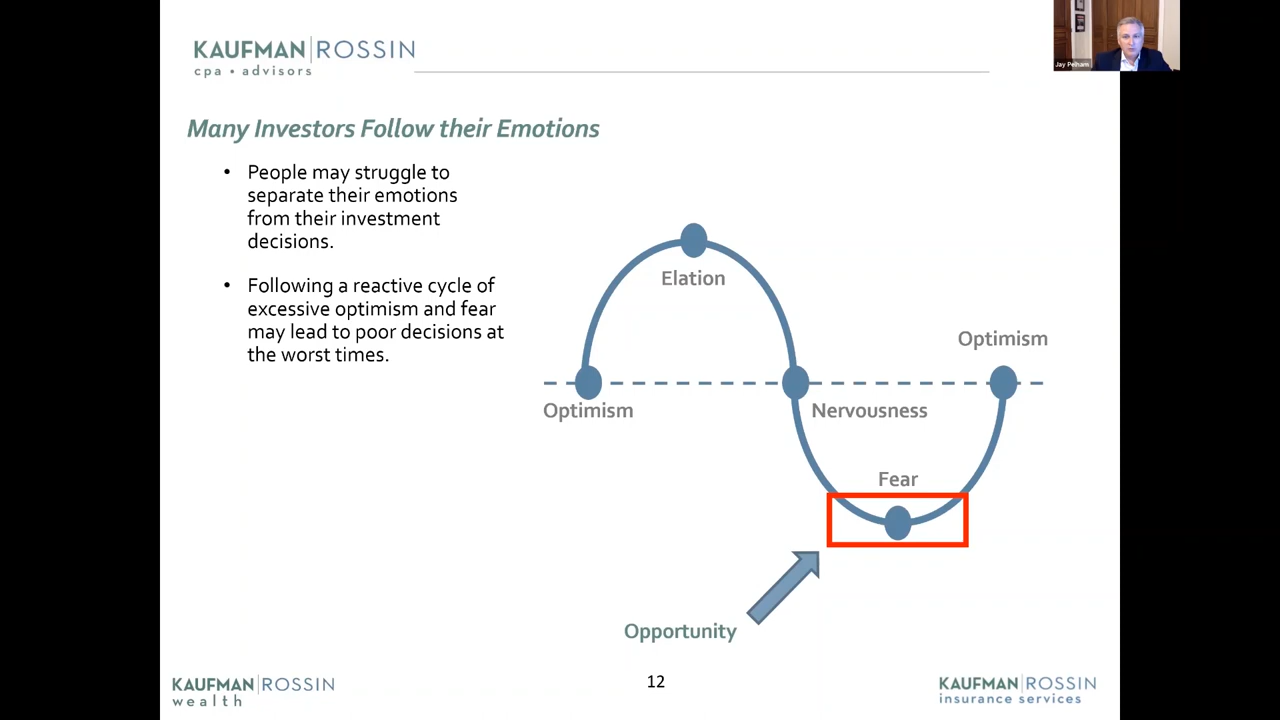 KAUFMAN|ROSSIN
cpa • advisors
Jay Pelham
Many Investors Follow their Emotions
• People may struggle to
separate their emotions
from their investment
decisions.
• Following a reactive cycle of
excessive optimism and fear
may lead to poor decisions at
the worst times.
Elation
Optimism
Optimism
Nervousness
Fear
Opportunity
KAUFMAN|ROSSIN
wealth
12
KAUFMAN|ROSSIN
insurance services